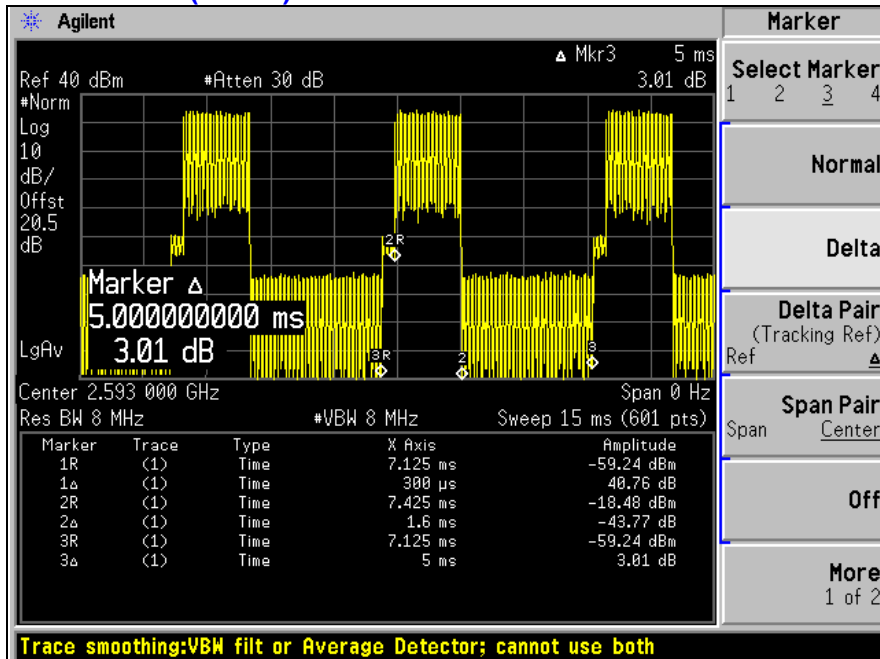 Agilent
Marker
Δ Mkr3 5 ms
Ref 40 dBm #Atten 30 dB 3.01 dB
#Norm
Log
10
dB/
Offst
20.5
dB
LgAv
2R
3R
2
3
Marker Δ
5.000000000 ms
3.01 dB
Center 2.593 000 GHz Span 0 Hz
Res BW 8 MHz #VBW 8 MHz Sweep 15 ms (601 pts)
Marker Trace Type X Axis Amplitude
1R (1) Time 7.125 ms -59.24 dBm
1Δ (1) Time 300 µs 40.76 dB
2R (1) Time 7.425 ms -18.48 dBm
2Δ (1) Time 1.6 ms -43.77 dB
3R (1) Time 7.125 ms -59.24 dBm
3Δ (1) Time 5 ms 3.01 dB
Select Marker
1 2 3 4
Normal
Delta
Delta Pair
(Tracking Ref)
Ref Δ
Span Pair
Span Center
Off
More
1 of 2
Trace smoothing:VBW filt or Average Detector; cannot use both